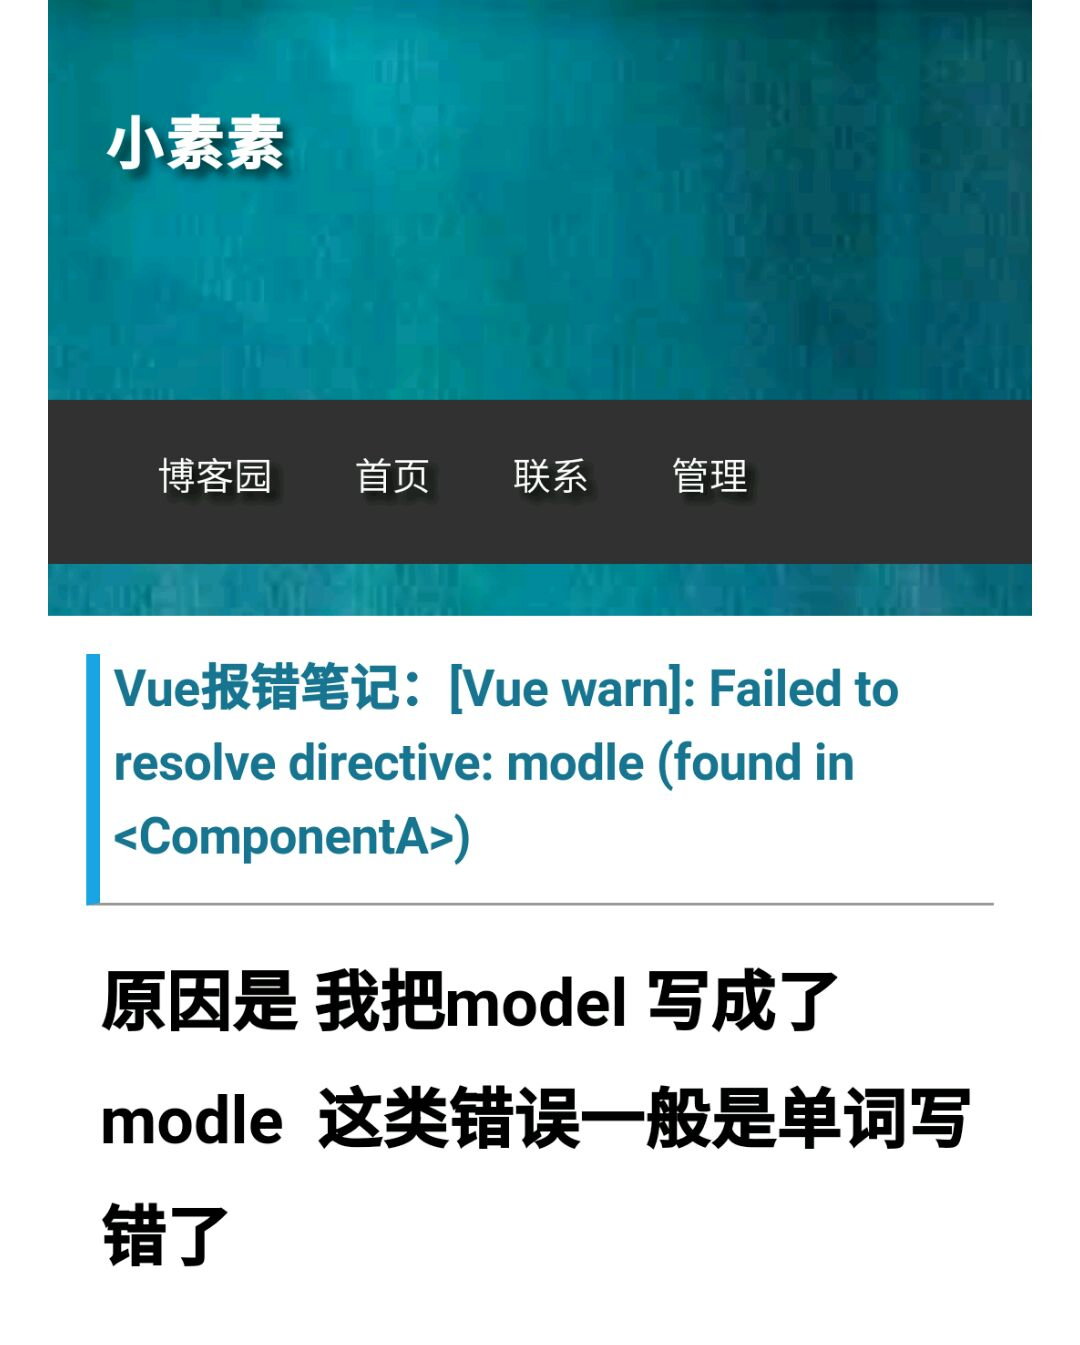 小素素
博客园 首页 联系 管理
Vue报错笔记：[Vue warn]: Failed to
resolve directive: modle (found in
<ComponentA>)
原因是 我把model 写成了
modle 这类错误一般是单词写
错了